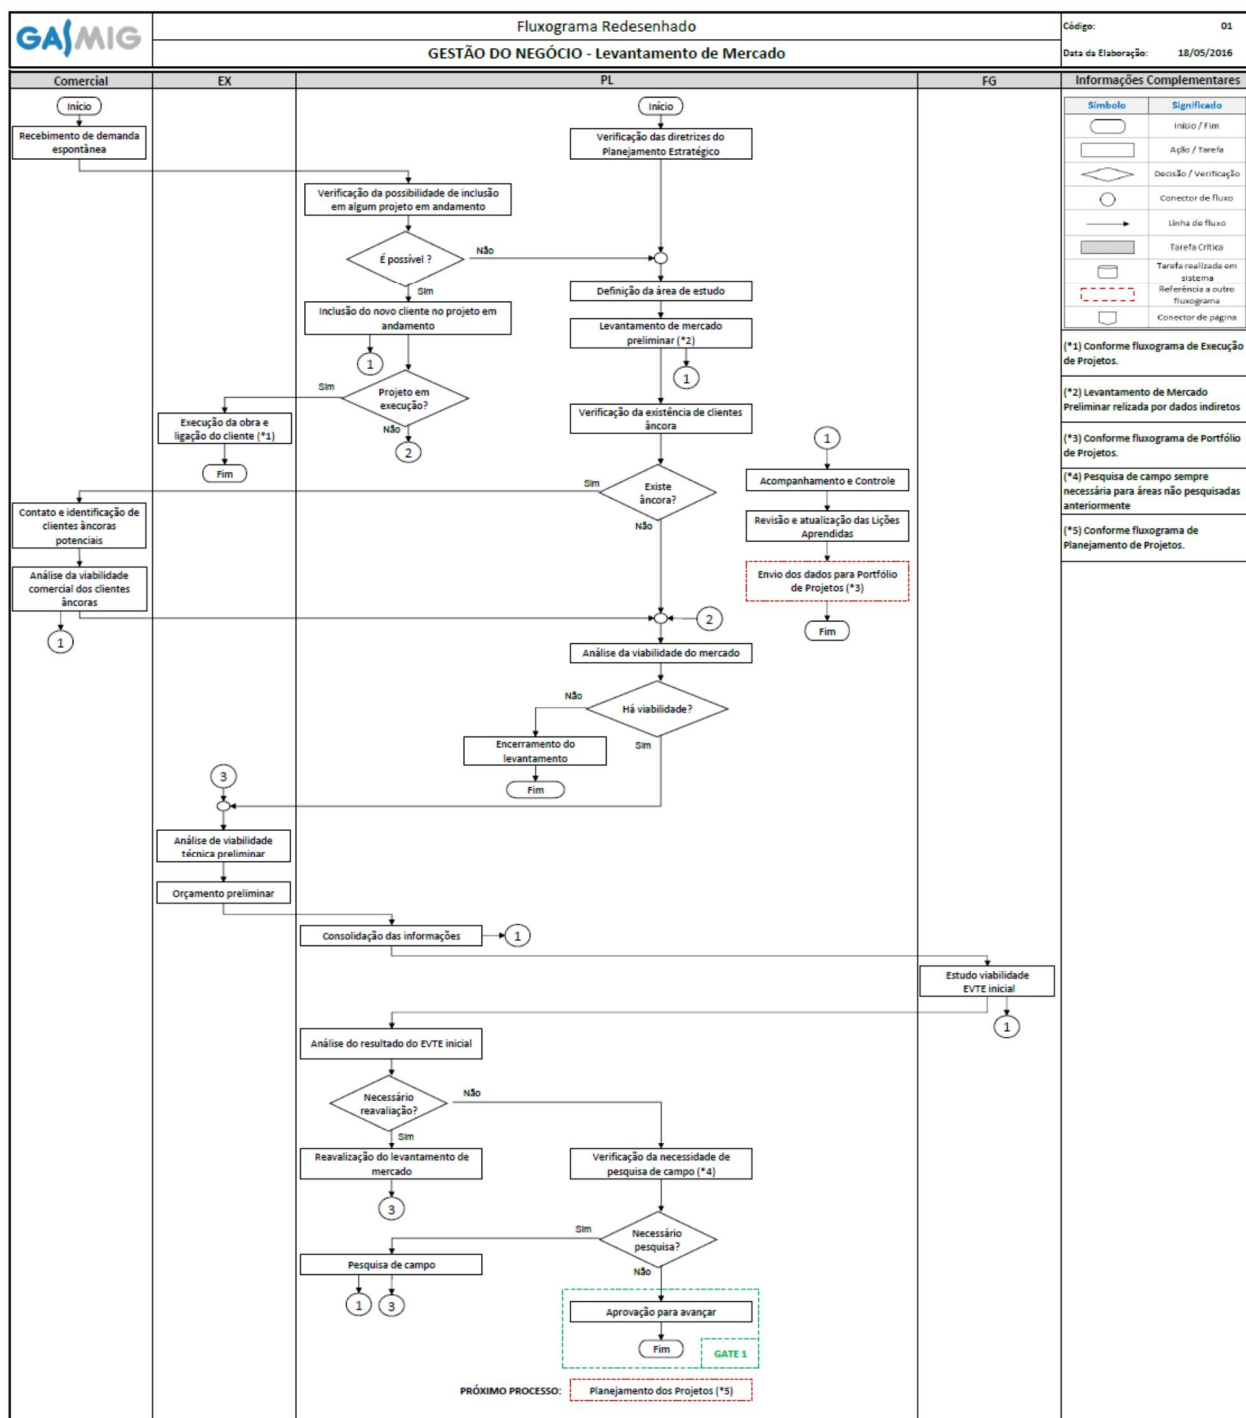 GASMIG
Fluxograma Redesenhado
GESTÃO DO NEGÓCIO - Levantamento de Mercado
Código: 01
Data da Elaboração: 18/05/2016
Comercial
EX
PL
FG
Informações Complementares
Início
Recebimento de demanda
espontânea
Início
Verificação das diretrizes do
Planejamento Estratégico
Verificação da possibilidade de inclusão
em algum projeto em andamento
É possível ?
Não
Sim
Definição da área de estudo
Inclusão do novo cliente no projeto em
andamento
Levantamento de mercado
preliminar (*2)
1
1
Projeto em
execução?
Sim
Não
2
Execução da obra e
ligação do cliente (*1)
Fim
Verificação da existência de clientes
âncora
Existe
âncora?
Sim
Não
Contato e identificação de
clientes âncoras
potenciais
Análise da viabilidade
comercial dos clientes
âncoras
1
1
Acompanhamento e Controle
Revisão e atualização das Lições
Aprendidas
Envio dos dados para Portfólio
de Projetos (*3)
Fim
2
Análise da viabilidade do mercado
Há viabilidade?
Não
Sim
Encerramento do
levantamento
Fim
3
Análise de viabilidade
técnica preliminar
Orçamento preliminar
Consolidação das informações
1
Estudo viabilidade
EVTE inicial
1
Análise do resultado do EVTE inicial
Necessário
reavaliação?
Não
Sim
Reavalização do levantamento de
mercado
3
Verificação da necessidade de
pesquisa de campo (*4)
Necessário
pesquisa?
Sim
Não
Pesquisa de campo
1
3
Aprovação para avançar
Fim
GATE 1
PRÓXIMO PROCESSO:
Planejamento dos Projetos (*5)
Símbolo
Significado
Início / Fim
Ação / Tarefa
Decisão / Verificação
Conector de fluxo
Linha de fluxo
Tarefa Crítica
Tarefa realizada em
sistema
Referência a outro
fluxograma
Conector de página
(*1) Conforme fluxograma de Execução
de Projetos.
(*2) Levantamento de Mercado
Preliminar relizada por dados indiretos
(*3) Conforme fluxograma de Portfólio
de Projetos.
(*4) Pesquisa de campo sempre
necessária para áreas não pesquisadas
anteriormente
(*5) Conforme fluxograma de
Planejamento de Projetos.